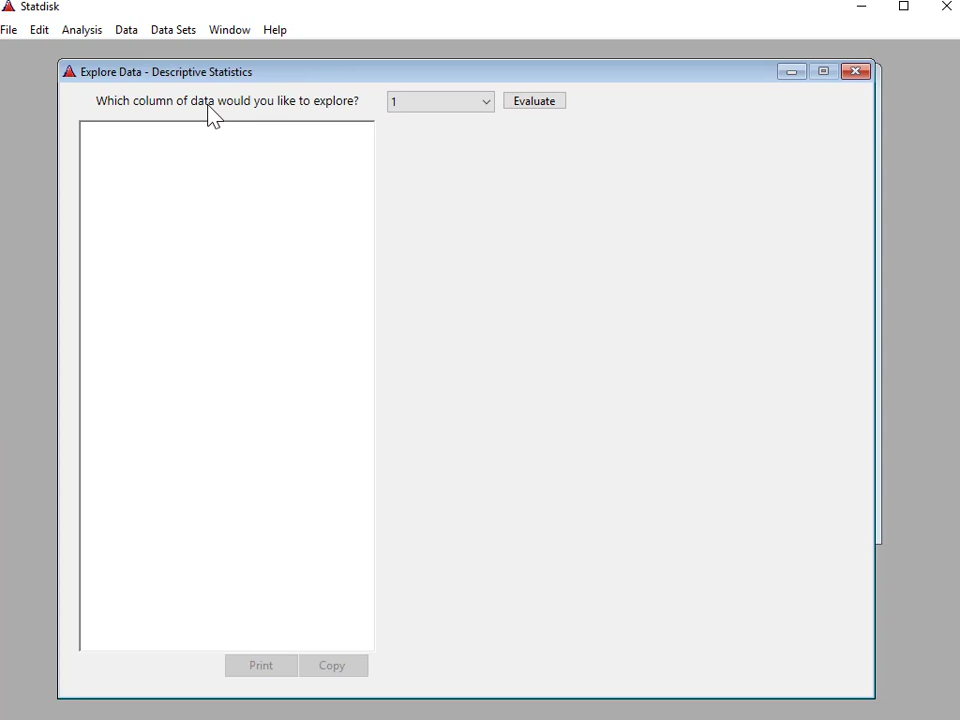 Statdisk
File Edit Analysis Data Data Sets Window Help
Explore Data - Descriptive Statistics
Which column of data would you like to explore? 1 Evaluate
Print Copy